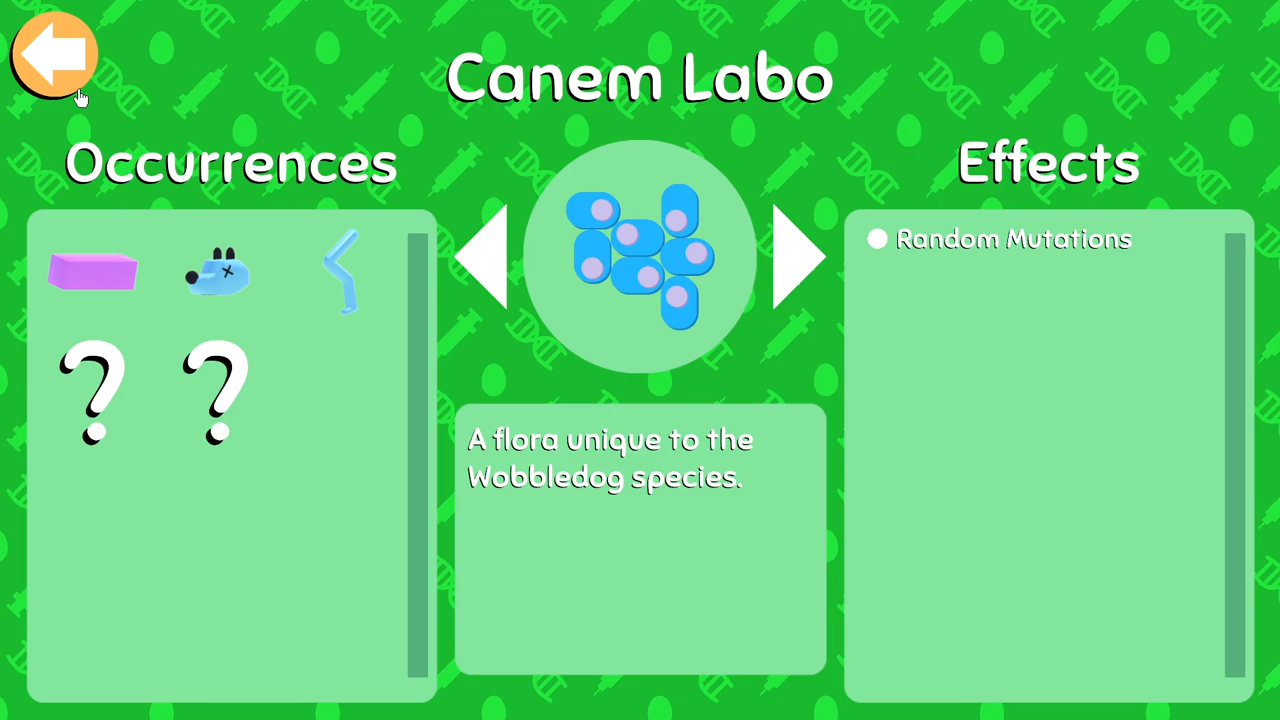 Canem Labo
Occurrences
? ?
A flora unique to the
Wobbledog species.
Effects
Random Mutations